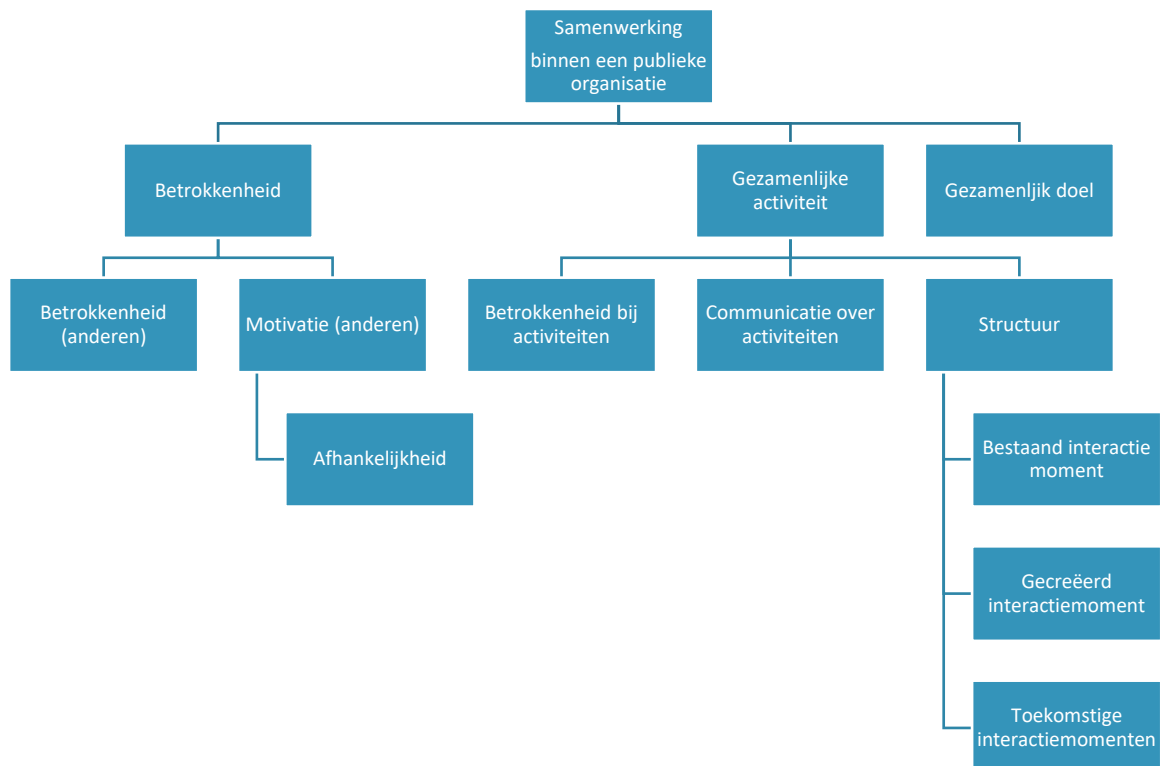 Samenwerking
binnen een publieke
organisatie
Betrokkenheid
Gezamenlijke
activiteit
Gezamenljik doel
Betrokkenheid
(anderen)
Motivatie (anderen)
Betrokkenheid bij
activiteiten
Communicatie over
activiteiten
Structuur
Afhankelijkheid
Bestaand interactie
moment
Gecreëerd
interactiemoment
Toekomstige
interactiemomenten